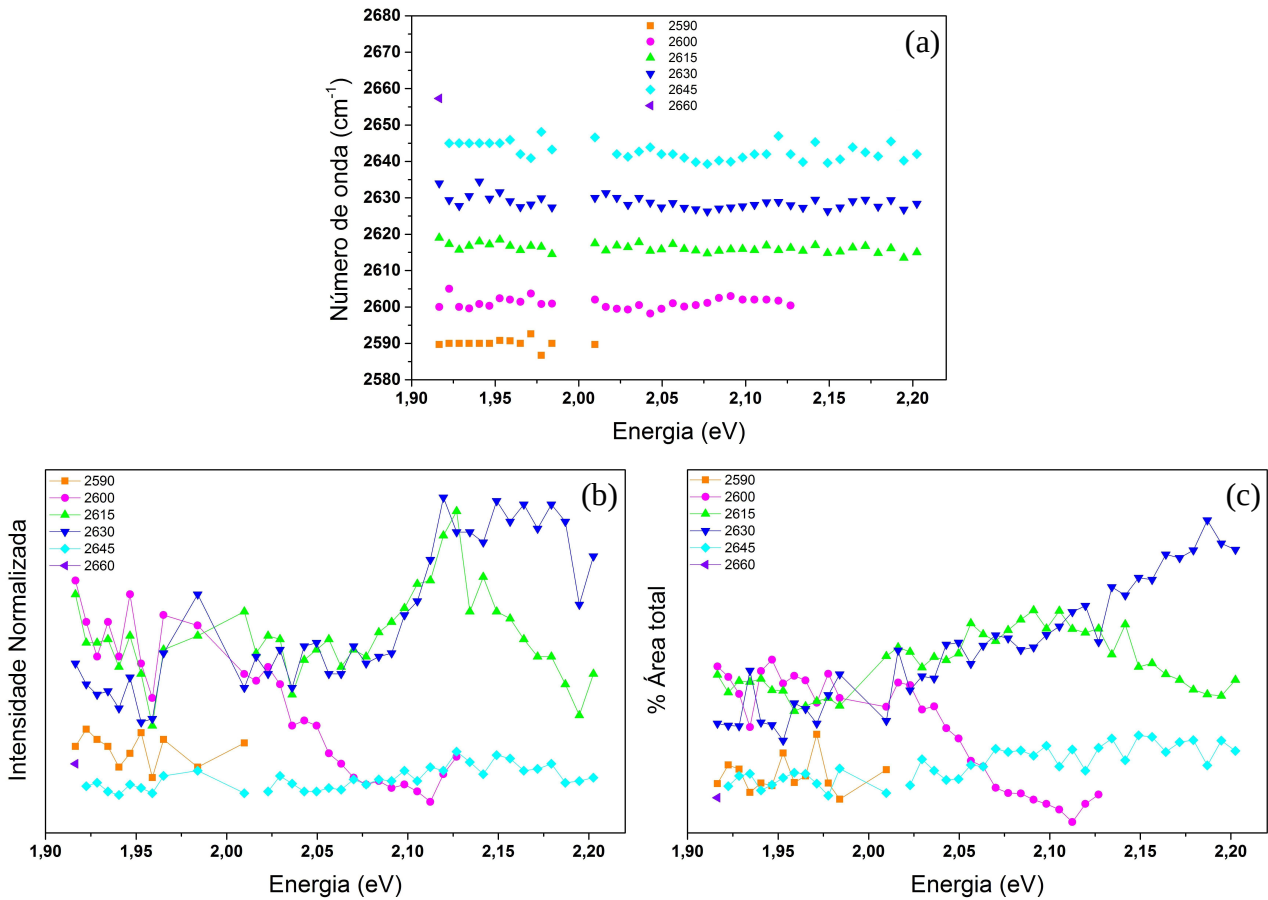 2680
2670
2660
2650
2640
2630
2620
2610
2600
2590
2580
Número de onda (cm⁻¹)
2590
2600
2615
2630
2645
2660
(a)
1,90 1,95 2,00 2,05 2,10 2,15 2,20
Energia (eV)
Intensidade Normalizada
2590
2600
2615
2630
2645
2660
(b)
1,90 1,95 2,00 2,05 2,10 2,15 2,20
Energia (eV)
% Área total
2590
2600
2615
2630
2645
2660
(c)
1,90 1,95 2,00 2,05 2,10 2,15 2,20
Energia (eV)